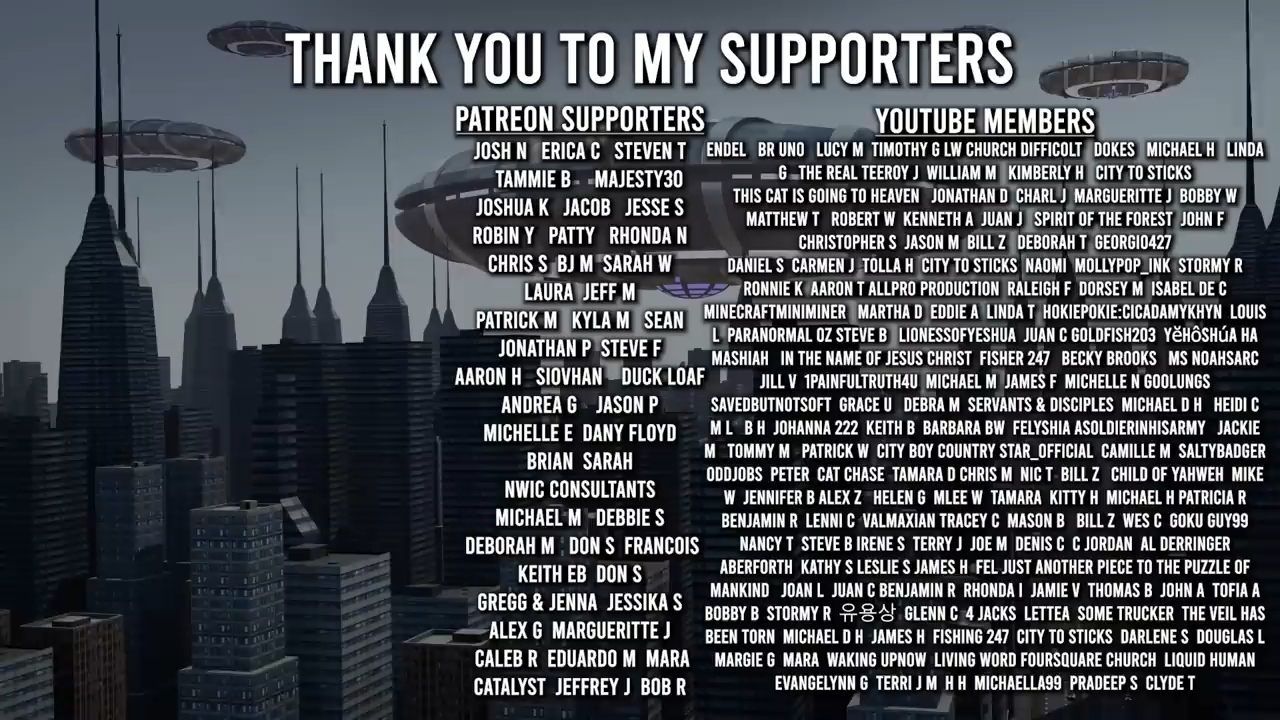 THANK YOU TO MY SUPPORTERS
PATREON SUPPORTERS
JOSH N ERICA C STEVEN T
TAMMIE B MAJESTY30
JOSHUA K JACOB JESSE S
ROBIN Y PATTY RHONDA N
CHRIS S BJ M SARAH W
LAURA JEFF M
PATRICK M KYLA M SEAN
JONATHAN P STEVE F
AARON H SIOVHAN DUCK LOAF
ANDREA G JASON P
MICHELLE E DANY FLOYD
BRIAN SARAH
NWIC CONSULTANTS
MICHAEL M DEBBIE S
DEBORAH M DON S FRANCOIS
KEITH EB DON S
GREGG & JENNA JESSIKA S
ALEX G MARGUERITTE J
CALEB R EDUARDO M MARA
CATALYST JEFFREY J BOB R
YOUTUBE MEMBERS
ENDEL BR UNO LUCY M TIMOTHY G LW CHURCH DIFFICOLT DOKES MICHAEL H LINDA
G THE REAL TEEROY J WILLIAM M KIMBERLY H CITY TO STICKS
THIS CAT IS GOING TO HEAVEN JONATHAN D CHARL J MARGUERITTE J BOBBY W
MATTHEW T ROBERT W KENNETH A JUAN J SPIRIT OF THE FOREST JOHN F
CHRISTOPHER S JASON M BILL Z DEBORAH T GEORGIO427
DANIEL S CARMEN J TOLLA H CITY TO STICKS NAOMI MOLLYPOP_INK STORMY R
RONNIE K AARON T ALLPRO PRODUCTION RALEIGH F DORSEY M ISABEL DE C
MINECRAFTMINIMINER MARTHA D EDDIE A LINDA T HOKIEPOKIE:CICADAMYKHYN LOUIS
L PARANORMAL OZ STEVE B LIONESSOFYESHUA JUAN C GOLDFISH203 YĕHôSHúA HA
MASHIAH IN THE NAME OF JESUS CHRIST FISHER 247 BECKY BROOKS MS NOAHSARC
JILL V 1PAINFULTRUTH4U MICHAEL M JAMES F MICHELLE N GOOLUNGS
SAVEDBUTNOTSOFT GRACE U DEBRA M SERVANTS & DISCIPLES MICHAEL D H HEIDI C
M L B H JOHANNA 222 KEITH B BARBARA BW FELYSHIA ASOLDIERINHISARMY JACKIE
M TOMMY M PATRICK W CITY BOY COUNTRY STAR_OFFICIAL CAMILLE M SALTYBADGER
ODDJOBS PETER CAT CHASE TAMARA D CHRIS M NIC T BILL Z CHILD OF YAHWEH MIKE
W JENNIFER B ALEX Z HELEN G MLEE W TAMARA KITTY H MICHAEL H PATRICIA R
BENJAMIN R LENNI C VALMAXIAN TRACEY C MASON B BILL Z WES C GOKU GUY99
NANCY T STEVE B IRENE S TERRY J JOE M DENIS C C JORDAN AL DERRINGER
ABERFORTH KATHY S LESLIE S JAMES H FEL JUST ANOTHER PIECE TO THE PUZZLE OF
MANKIND JOAN L JUAN C BENJAMIN R RHONDA I JAMIE V THOMAS B JOHN A TOFIA A
BOBBY B STORMY R 유용상 GLENN C 4 JACKS LETTEA SOME TRUCKER THE VEIL HAS
BEEN TORN MICHAEL D H JAMES H FISHING 247 CITY TO STICKS DARLENE S DOUGLAS L
MARGIE G MARA WAKING UPNOW LIVING WORD FOURSQUARE CHURCH LIQUID HUMAN
EVANGELYNN G TERRI J M H H MICHAELLA99 PRADEEP S CLYDE T